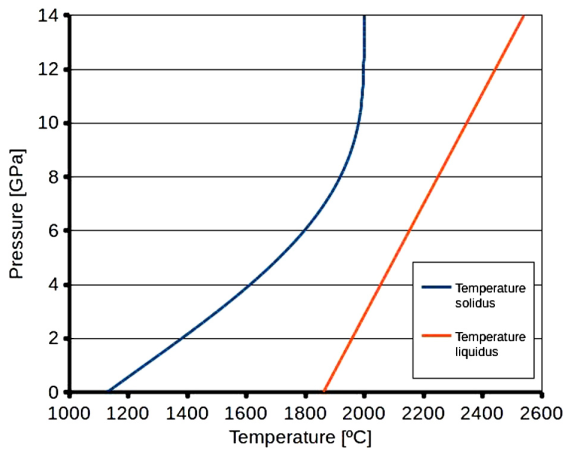 14
12
10
8
6
4
2
0
Pressure [GPa]
Temperature
solidus
Temperature
liquidus
1000 1200 1400 1600 1800 2000 2200 2400 2600
Temperature [ºC]